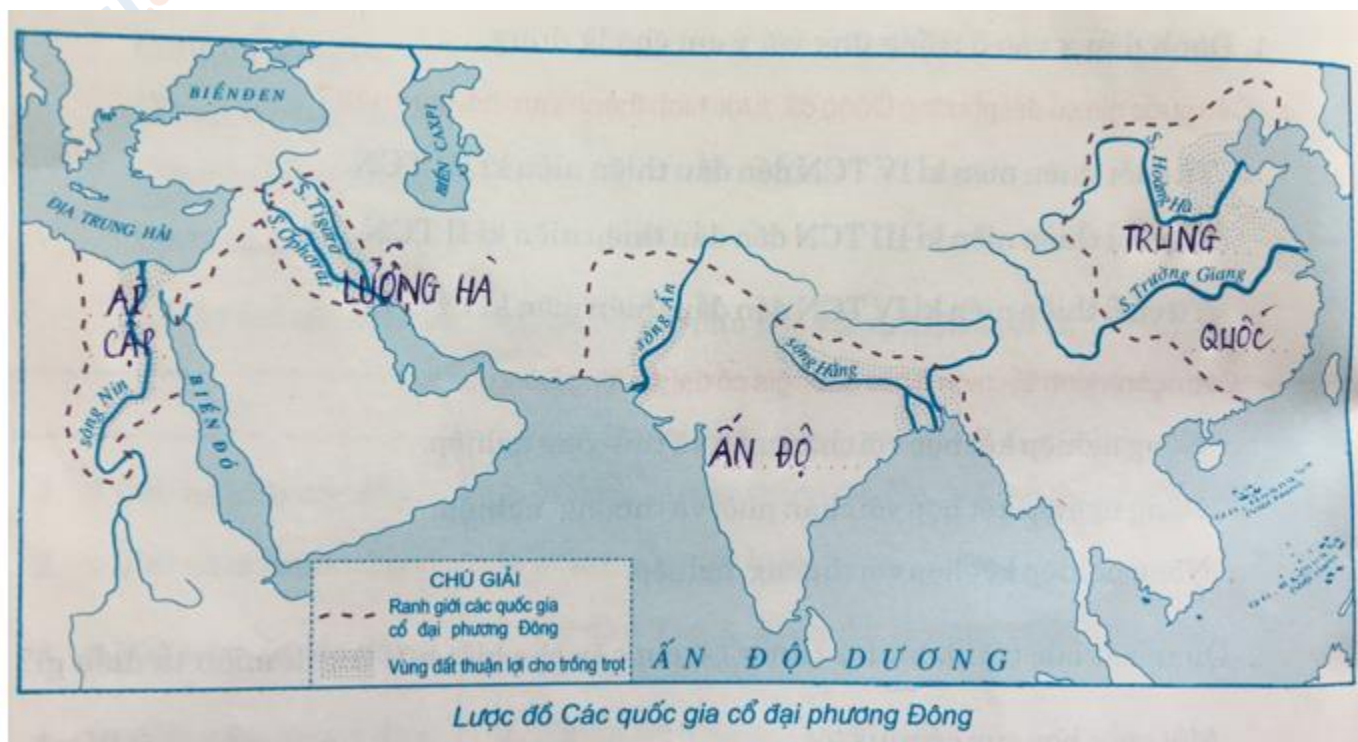 BIỂN ĐEN
BIỂN CAXPI
ĐỊA TRUNG HẢI
S. Tigarơ
S. Ơphơrát
LƯỠNG HÀ
AI
CẬP
sông Nin
BIỂN ĐỎ
sông Ấn
sông Hằng
ẤN ĐỘ
S. Hoàng Hà
TRUNG
S. Trường Giang
QUỐC
CHÚ GIẢI
Ranh giới các quốc gia
cổ đại phương Đông
Vùng đất thuận lợi cho trồng trọt
ẤN ĐỘ DƯƠNG
Lược đồ Các quốc gia cổ đại phương Đông